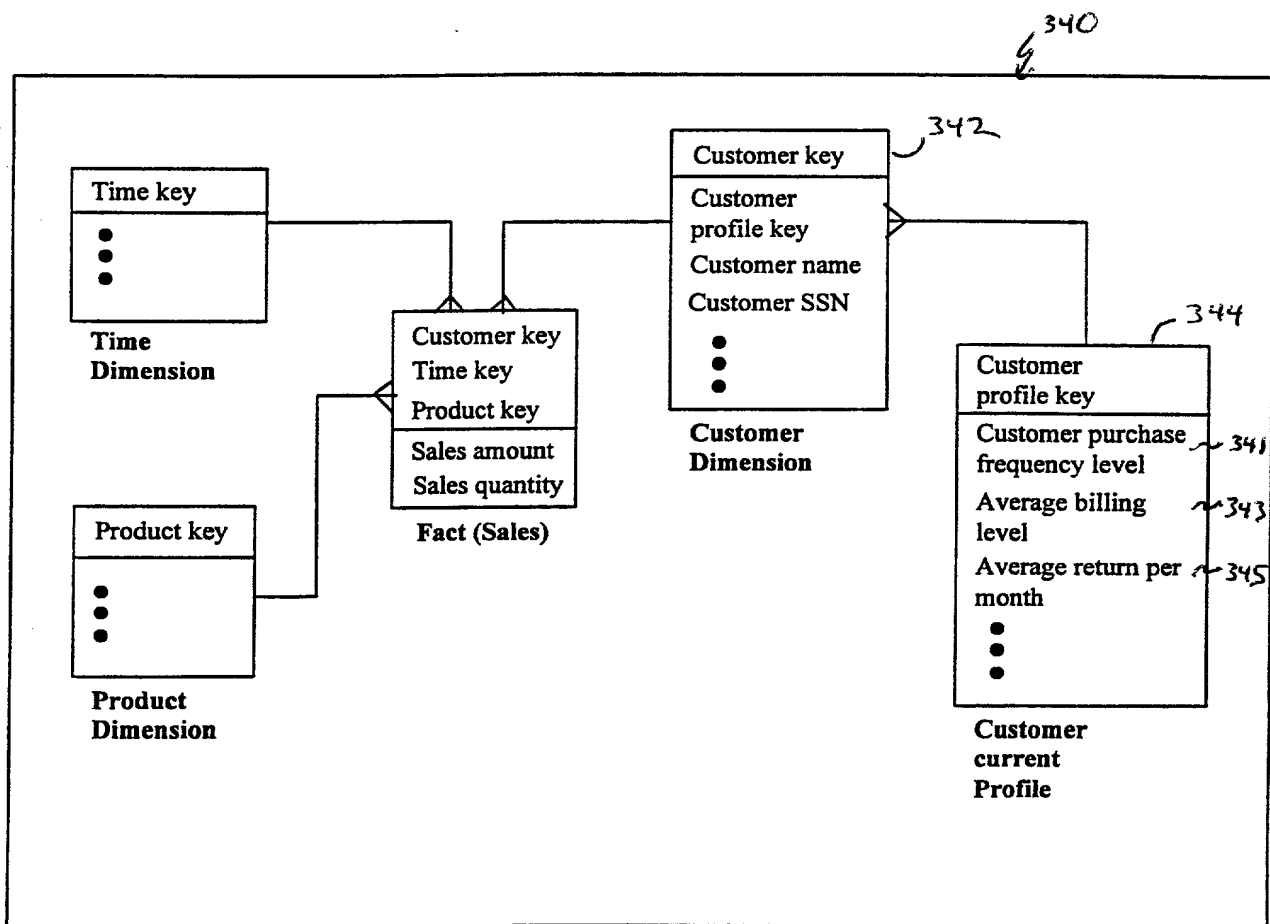 340
Time key
Time
Dimension
Product key
Product
Dimension
Customer key
Time key
Product key
Sales amount
Sales quantity
Fact (Sales)
342
Customer key
Customer
profile key
Customer name
Customer SSN
Customer
Dimension
344
Customer
profile key
Customer purchase
frequency level
341
Average billing
level
343
Average return per
month
345
Customer
current
Profile